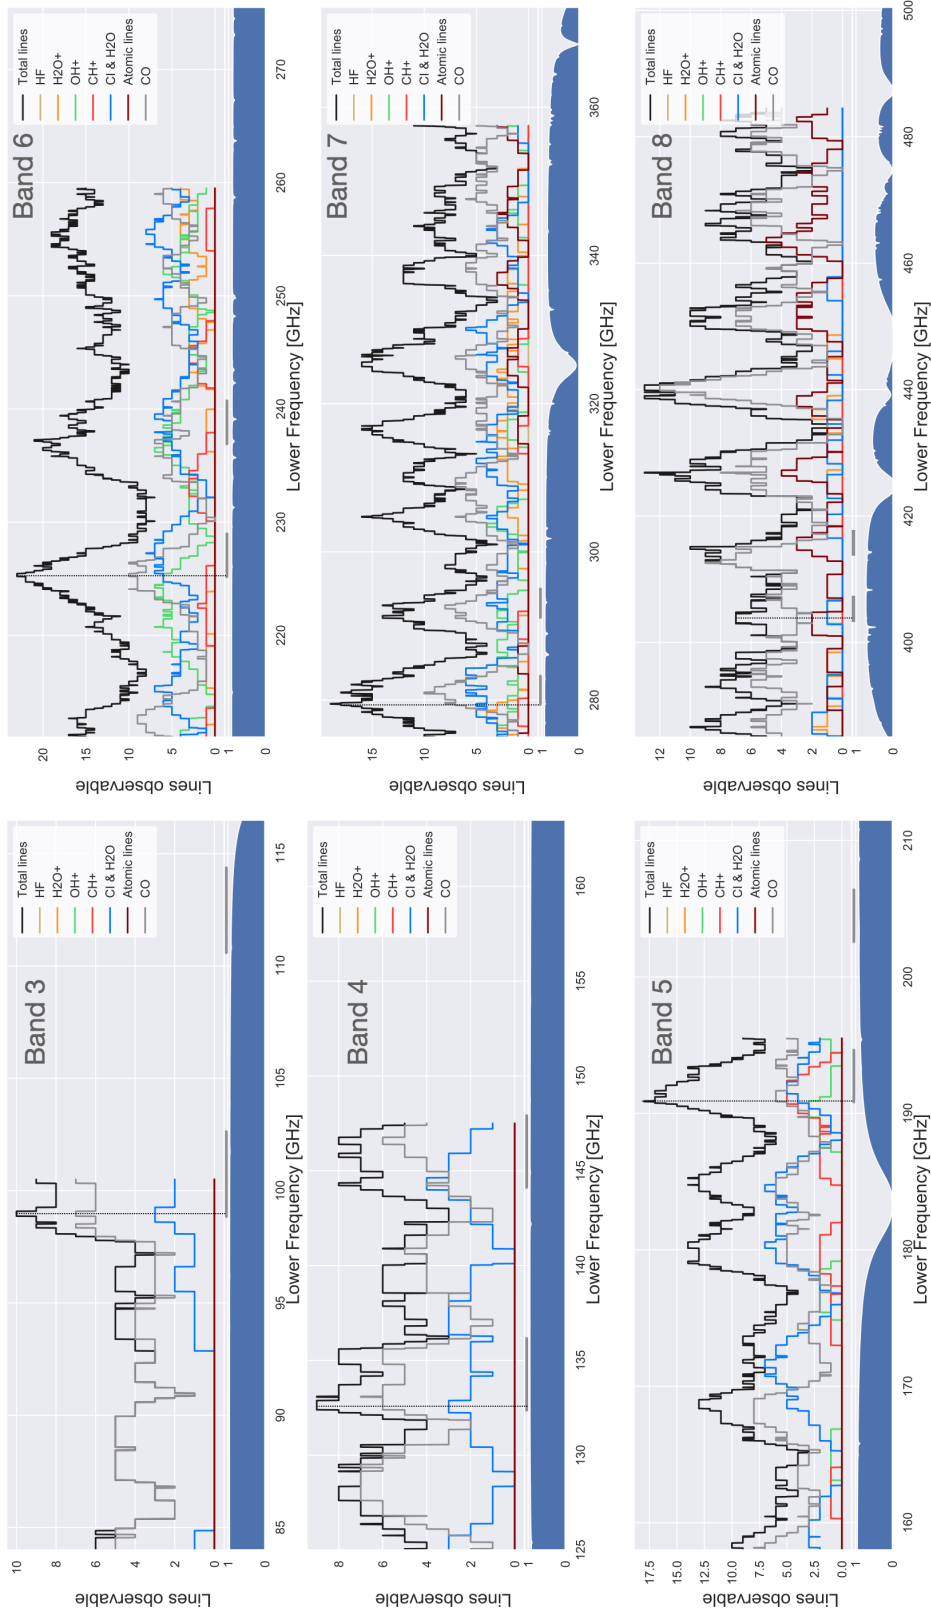 Band 3
Total lines
HF
H2O+
OH+
CH+
CI & H2O
Atomic lines
CO
Lines observable
10
8
6
4
2
0
1
0
85
90
95
100
105
110
115
Lower Frequency [GHz]
Band 6
Total lines
HF
H2O+
OH+
CH+
CI & H2O
Atomic lines
CO
Lines observable
20
15
10
5
0
1
0
220
230
240
250
260
270
Lower Frequency [GHz]
Band 4
Total lines
HF
H2O+
OH+
CH+
CI & H2O
Atomic lines
CO
Lines observable
8
6
4
2
0
1
0
125
130
135
140
145
150
155
160
Lower Frequency [GHz]
Band 7
Total lines
HF
H2O+
OH+
CH+
CI & H2O
Atomic lines
CO
Lines observable
15
10
5
0
1
0
280
300
320
340
360
Lower Frequency [GHz]
Band 5
Total lines
HF
H2O+
OH+
CH+
CI & H2O
Atomic lines
CO
Lines observable
17.5
15.0
12.5
10.0
7.5
5.0
2.5
0.0
1
0
160
170
180
190
200
210
Lower Frequency [GHz]
Band 8
Total lines
HF
H2O+
OH+
CH+
CI & H2O
Atomic lines
CO
Lines observable
12
10
8
6
4
2
0
1
0
400
420
440
460
480
500
Lower Frequency [GHz]